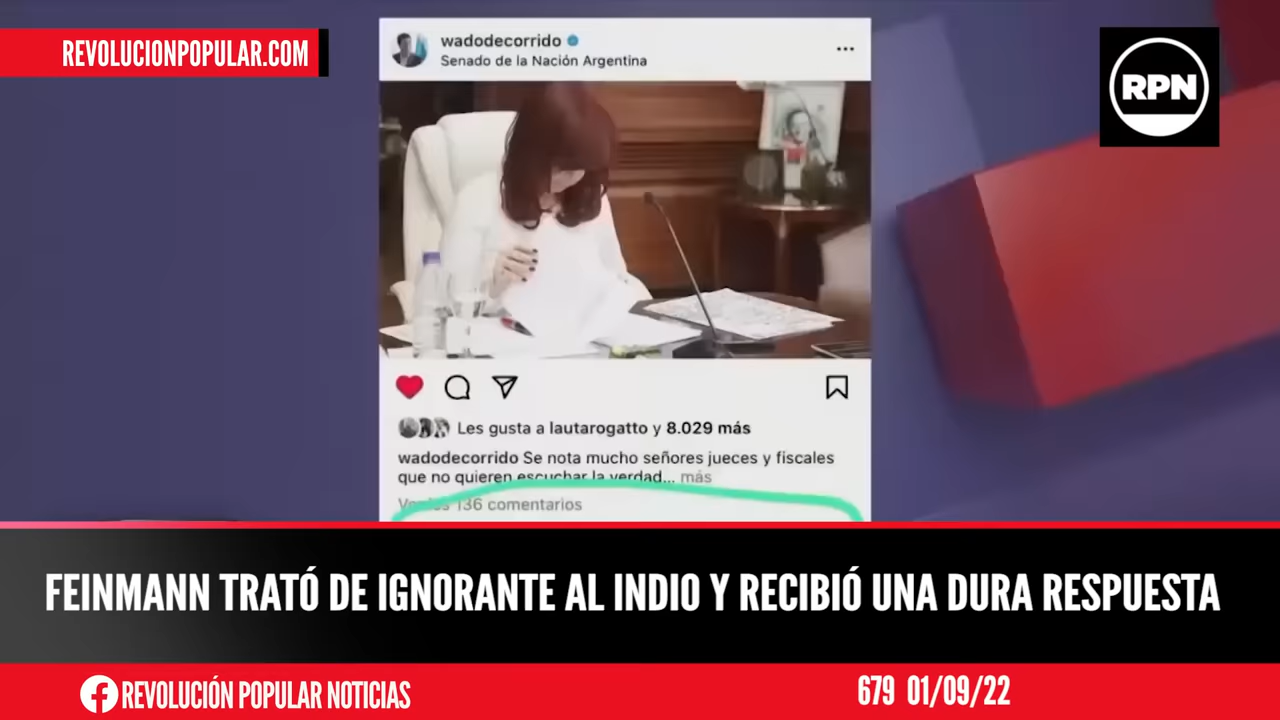 REVOLUCIONPOPULAR.COM
wadodecorrido
Senado de la Nación Argentina
RPN
Les gusta a lautarogatto y 8.029 más
wadodecorrido Se nota mucho señores jueces y fiscales
que no quieren escuchar la verdad... más
136 comentarios
FEINMANN TRATÓ DE IGNORANTE AL INDIO Y RECIBIÓ UNA DURA RESPUESTA
REVOLUCIÓN POPULAR NOTICIAS
679 01/09/22